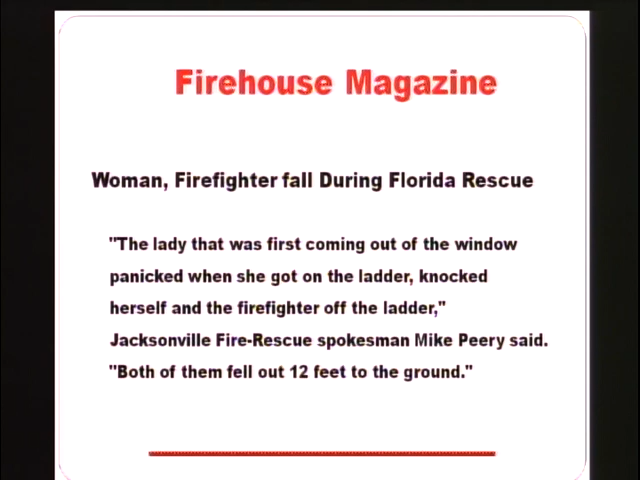 Firehouse Magazine
Woman, Firefighter fall During Florida Rescue
"The lady that was first coming out of the window
panicked when she got on the ladder, knocked
herself and the firefighter off the ladder,"
Jacksonville Fire-Rescue spokesman Mike Peery said.
"Both of them fell out 12 feet to the ground."